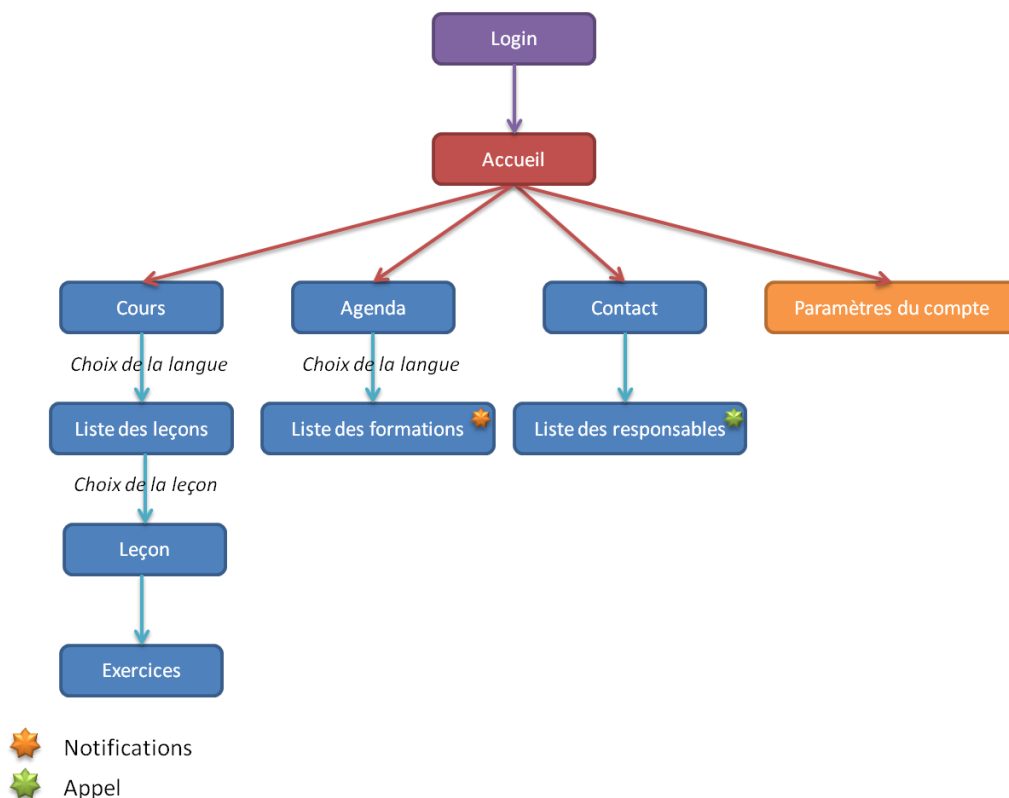 Login
Accueil
Cours
Agenda
Contact
Paramètres du compte
Choix de la langue
Choix de la langue
Liste des leçons
Liste des formations
Liste des responsables
Choix de la leçon
Leçon
Exercices
Notifications
Appel